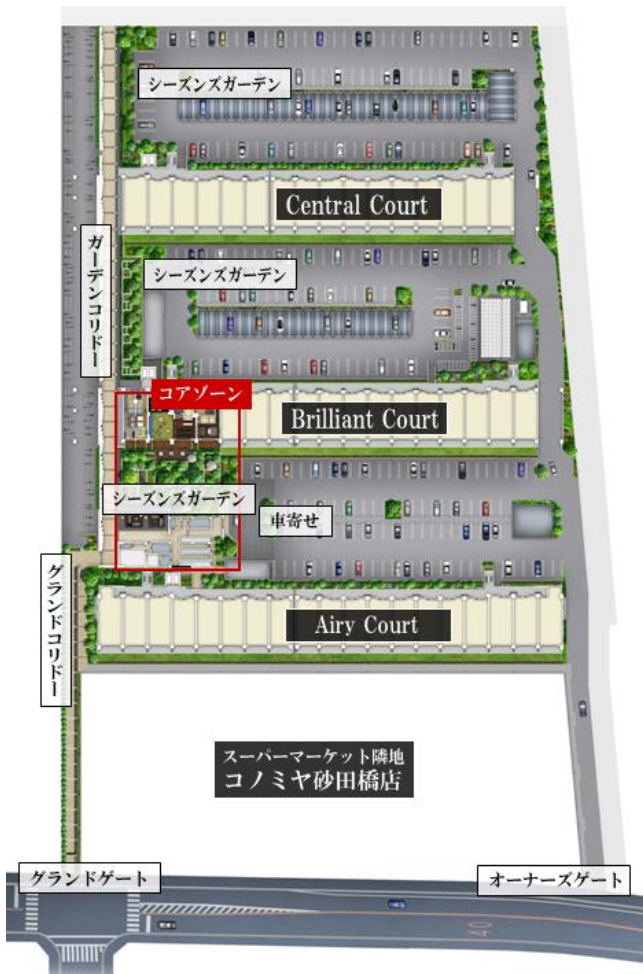 シーズンズガーデン
Central Court
ガーデンコリドー
シーズンズガーデン
コアゾーン
Brilliant Court
シーズンズガーデン
車寄せ
グランドコリドー
Airy Court
スーパーマーケット隣地
コノミヤ砂田橋店
グランドゲート
オーナーズゲート